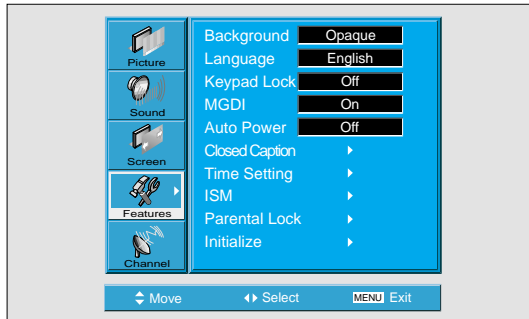 Picture
Sound
Screen
Features
Channel
Background Opaque
Language English
Keypad Lock Off
MGDI On
Auto Power Off
Closed Caption
Time Setting
ISM
Parental Lock
Initialize
Move Select MENU Exit